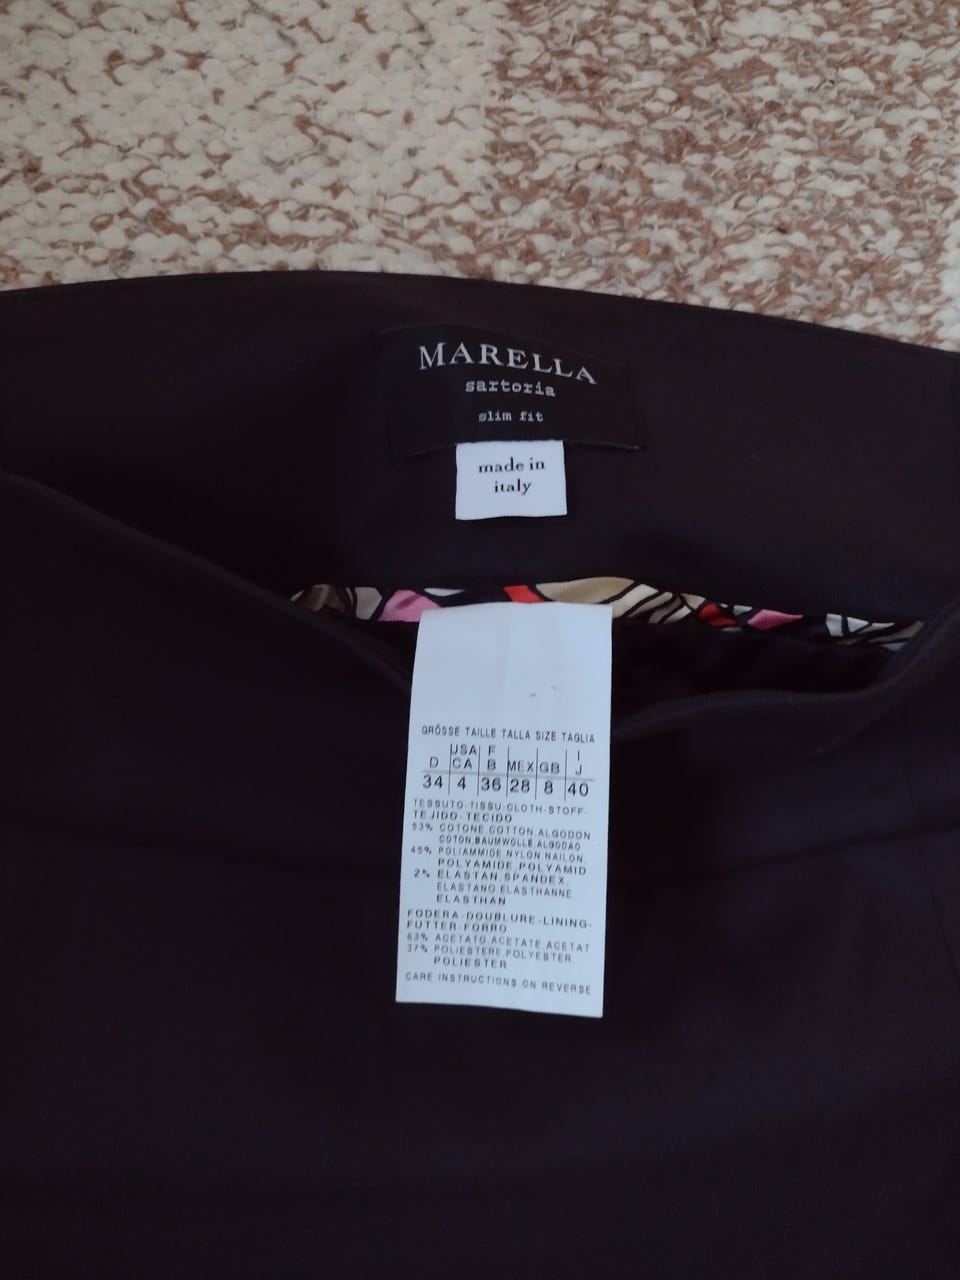 MARELLA
sartoria
slim fit
made in
italy
GRÖSSE TAILLE TALLA SIZE TAGLIA
D USA CA F B MEX GB I J
34 4 36 28 8 40
TESSUTO-TISSU-CLOTH-STOFF-
TEJIDO-TECIDO
53% COTONE,COTTON,ALGODON,
COTON,BAUMWOLLE,ALGODAO
45% POLIAMMIDE,NYLON,NAILON,
POLYAMIDE,POLYAMID
2% ELASTAN,SPANDEX,
ELASTANO,ELASTHANNE,
ELASTHAN
FODERA-DOUBLURE-LINING-
FUTTER-FORRO
63% ACETATO,ACETATE,ACETAT
37% POLIESTERE,POLYESTER
POLIESTER
CARE INSTRUCTIONS ON REVERSE